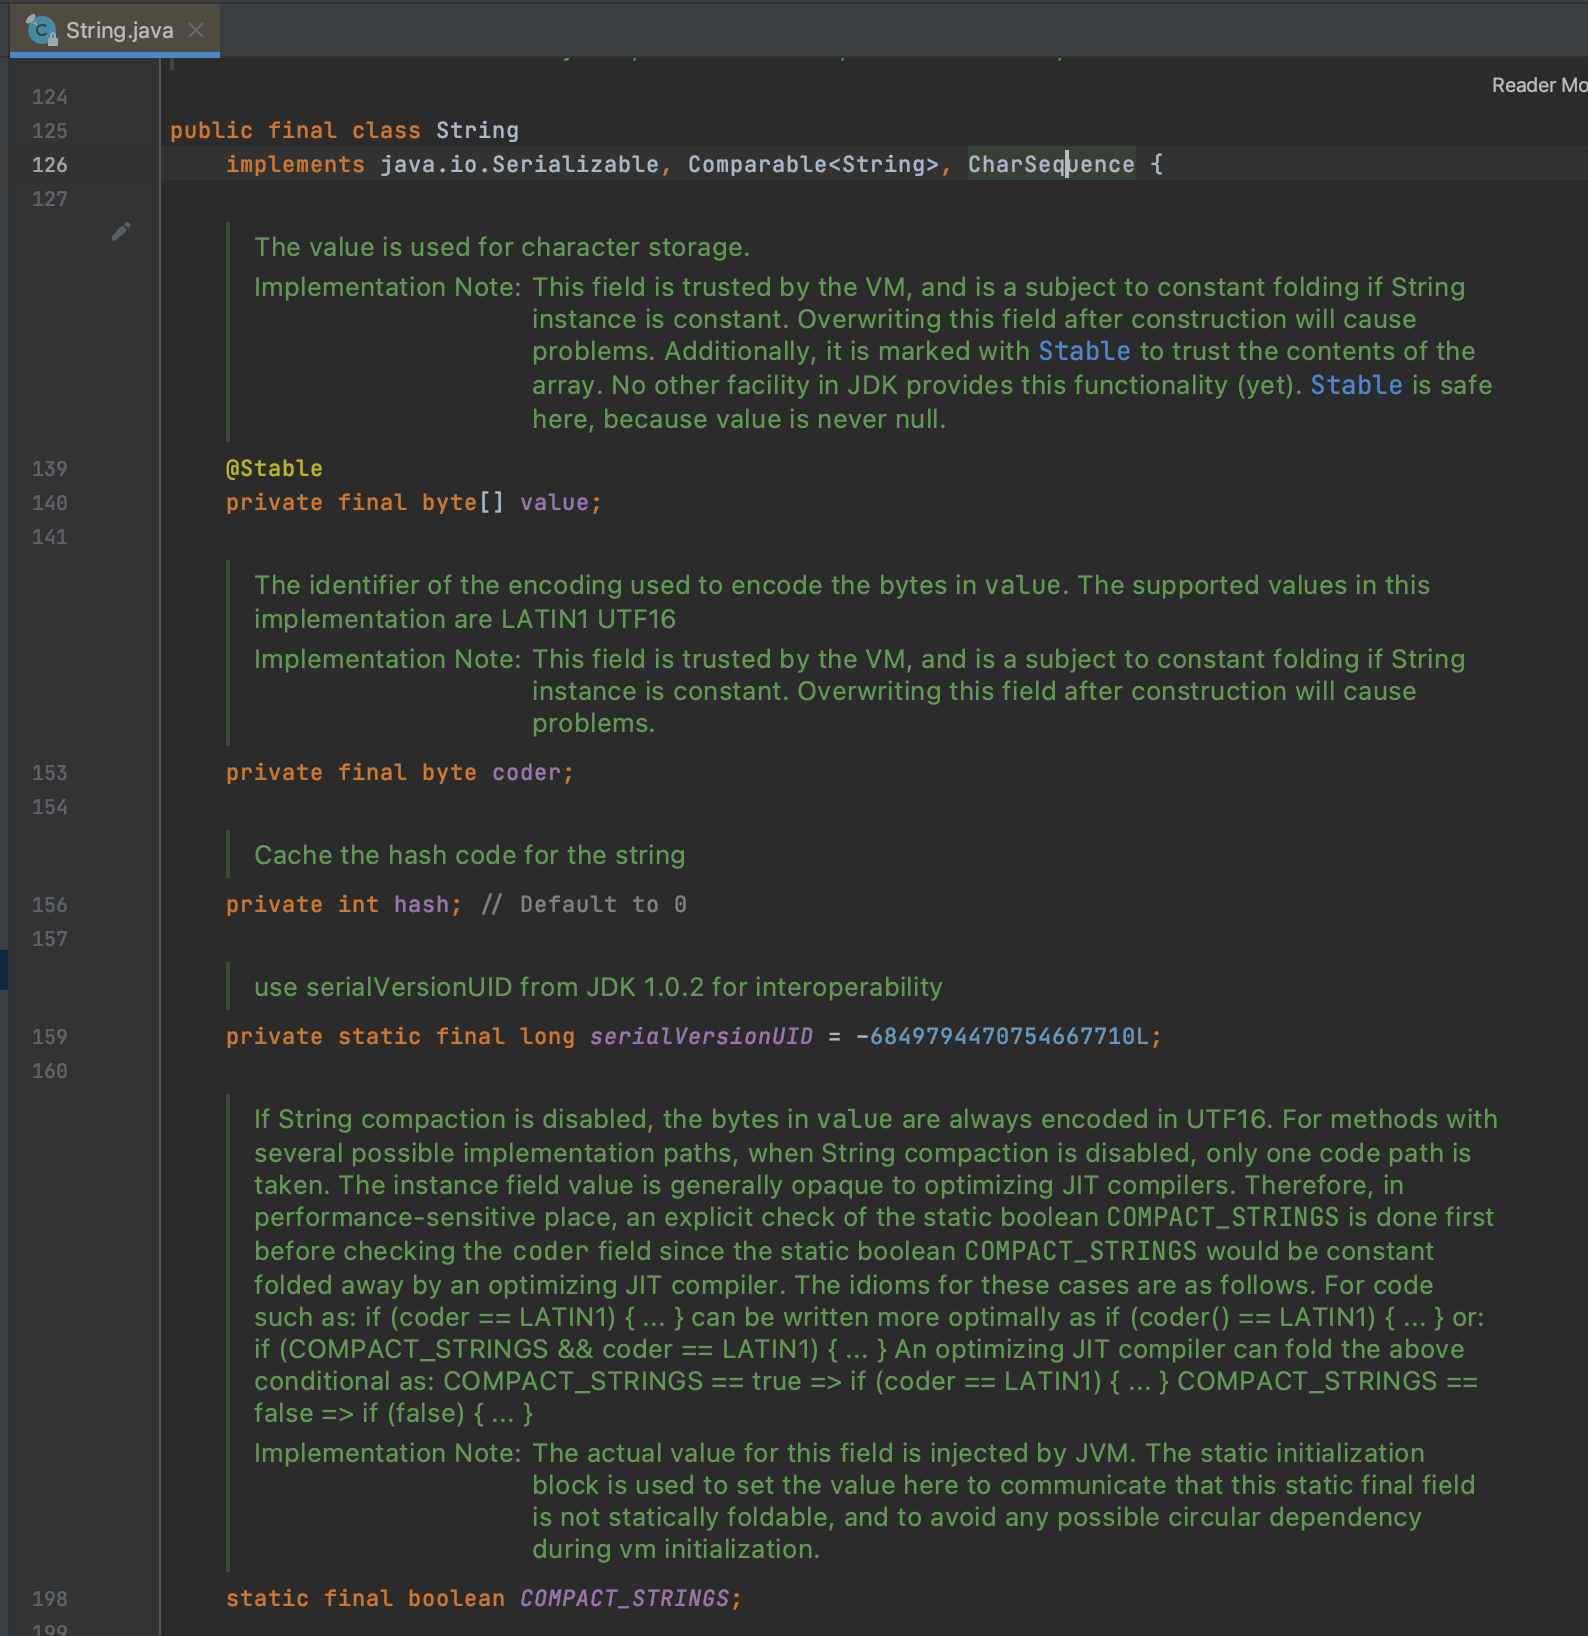 String.java
Reader Mo
124
125 public final class String
126 implements java.io.Serializable, Comparable<String>, CharSequence {
127
The value is used for character storage.
Implementation Note: This field is trusted by the VM, and is a subject to constant folding if String
instance is constant. Overwriting this field after construction will cause
problems. Additionally, it is marked with Stable to trust the contents of the
array. No other facility in JDK provides this functionality (yet). Stable is safe
here, because value is never null.
139 @Stable
140 private final byte[] value;
141
The identifier of the encoding used to encode the bytes in value. The supported values in this
implementation are LATIN1 UTF16
Implementation Note: This field is trusted by the VM, and is a subject to constant folding if String
instance is constant. Overwriting this field after construction will cause
problems.
153 private final byte coder;
154
Cache the hash code for the string
156 private int hash; // Default to 0
157
use serialVersionUID from JDK 1.0.2 for interoperability
159 private static final long serialVersionUID = -6849794470754667710L;
160
If String compaction is disabled, the bytes in value are always encoded in UTF16. For methods with
several possible implementation paths, when String compaction is disabled, only one code path is
taken. The instance field value is generally opaque to optimizing JIT compilers. Therefore, in
performance-sensitive place, an explicit check of the static boolean COMPACT_STRINGS is done first
before checking the coder field since the static boolean COMPACT_STRINGS would be constant
folded away by an optimizing JIT compiler. The idioms for these cases are as follows. For code
such as: if (coder == LATIN1) { ... } can be written more optimally as if (coder() == LATIN1) { ... } or:
if (COMPACT_STRINGS && coder == LATIN1) { ... } An optimizing JIT compiler can fold the above
conditional as: COMPACT_STRINGS == true => if (coder == LATIN1) { ... } COMPACT_STRINGS ==
false => if (false) { ... }
Implementation Note: The actual value for this field is injected by JVM. The static initialization
block is used to set the value here to communicate that this static final field
is not statically foldable, and to avoid any possible circular dependency
during vm initialization.
198 static final boolean COMPACT_STRINGS;
199